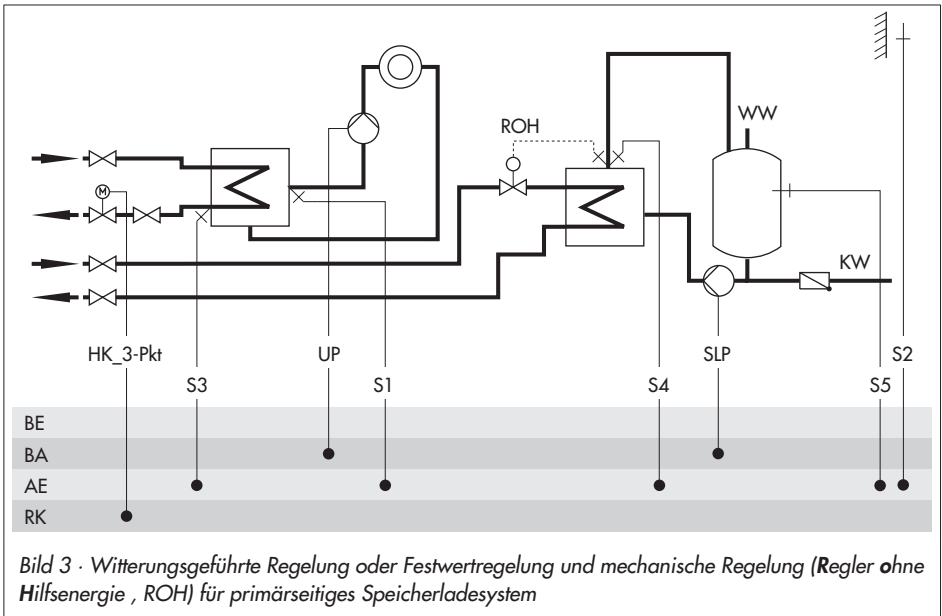 ROH
WW
M
KW
HK_3-Pkt
UP
SLP
S2
S3
S1
S4
S5
BE
BA
AE
RK
Bild 3 · Witterungsgeführte Regelung oder Festwertregelung und mechanische Regelung (Regler ohne
Hilfsenergie , ROH) für primärseitiges Speicherladesystem